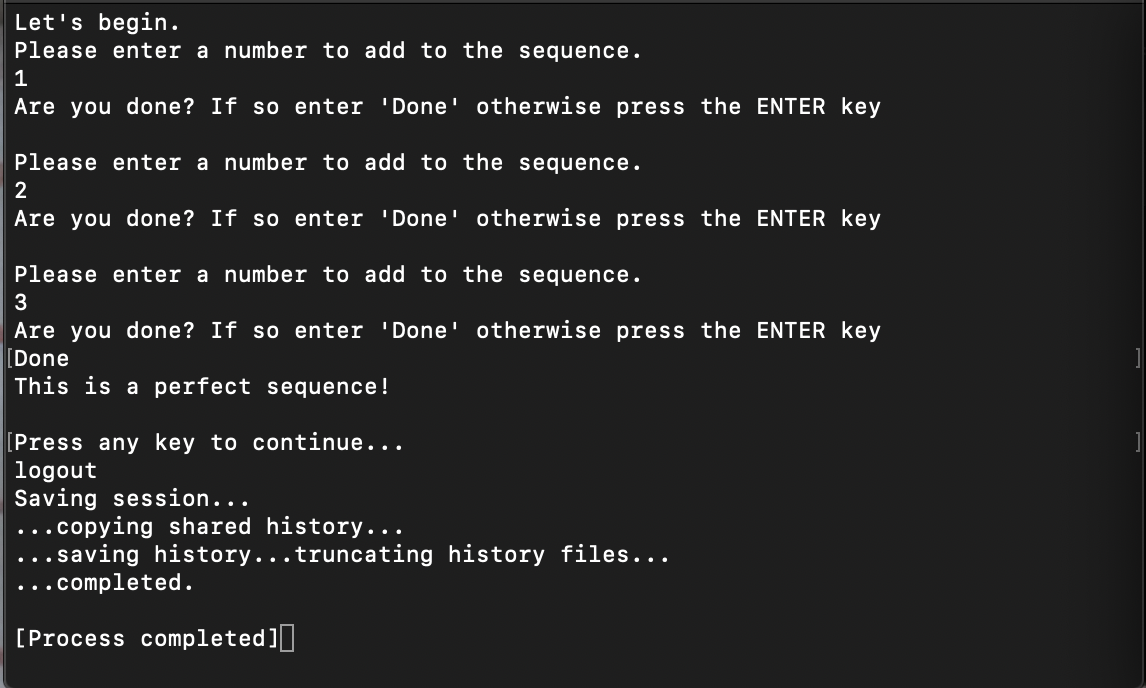 Let's begin.
Please enter a number to add to the sequence.
1
Are you done? If so enter 'Done' otherwise press the ENTER key
Please enter a number to add to the sequence.
2
Are you done? If so enter 'Done' otherwise press the ENTER key
Please enter a number to add to the sequence.
3
Are you done? If so enter 'Done' otherwise press the ENTER key
[Done ]
This is a perfect sequence!
[Press any key to continue... ]
logout
Saving session...
...copying shared history...
...saving history...truncating history files...
...completed.
[Process completed]